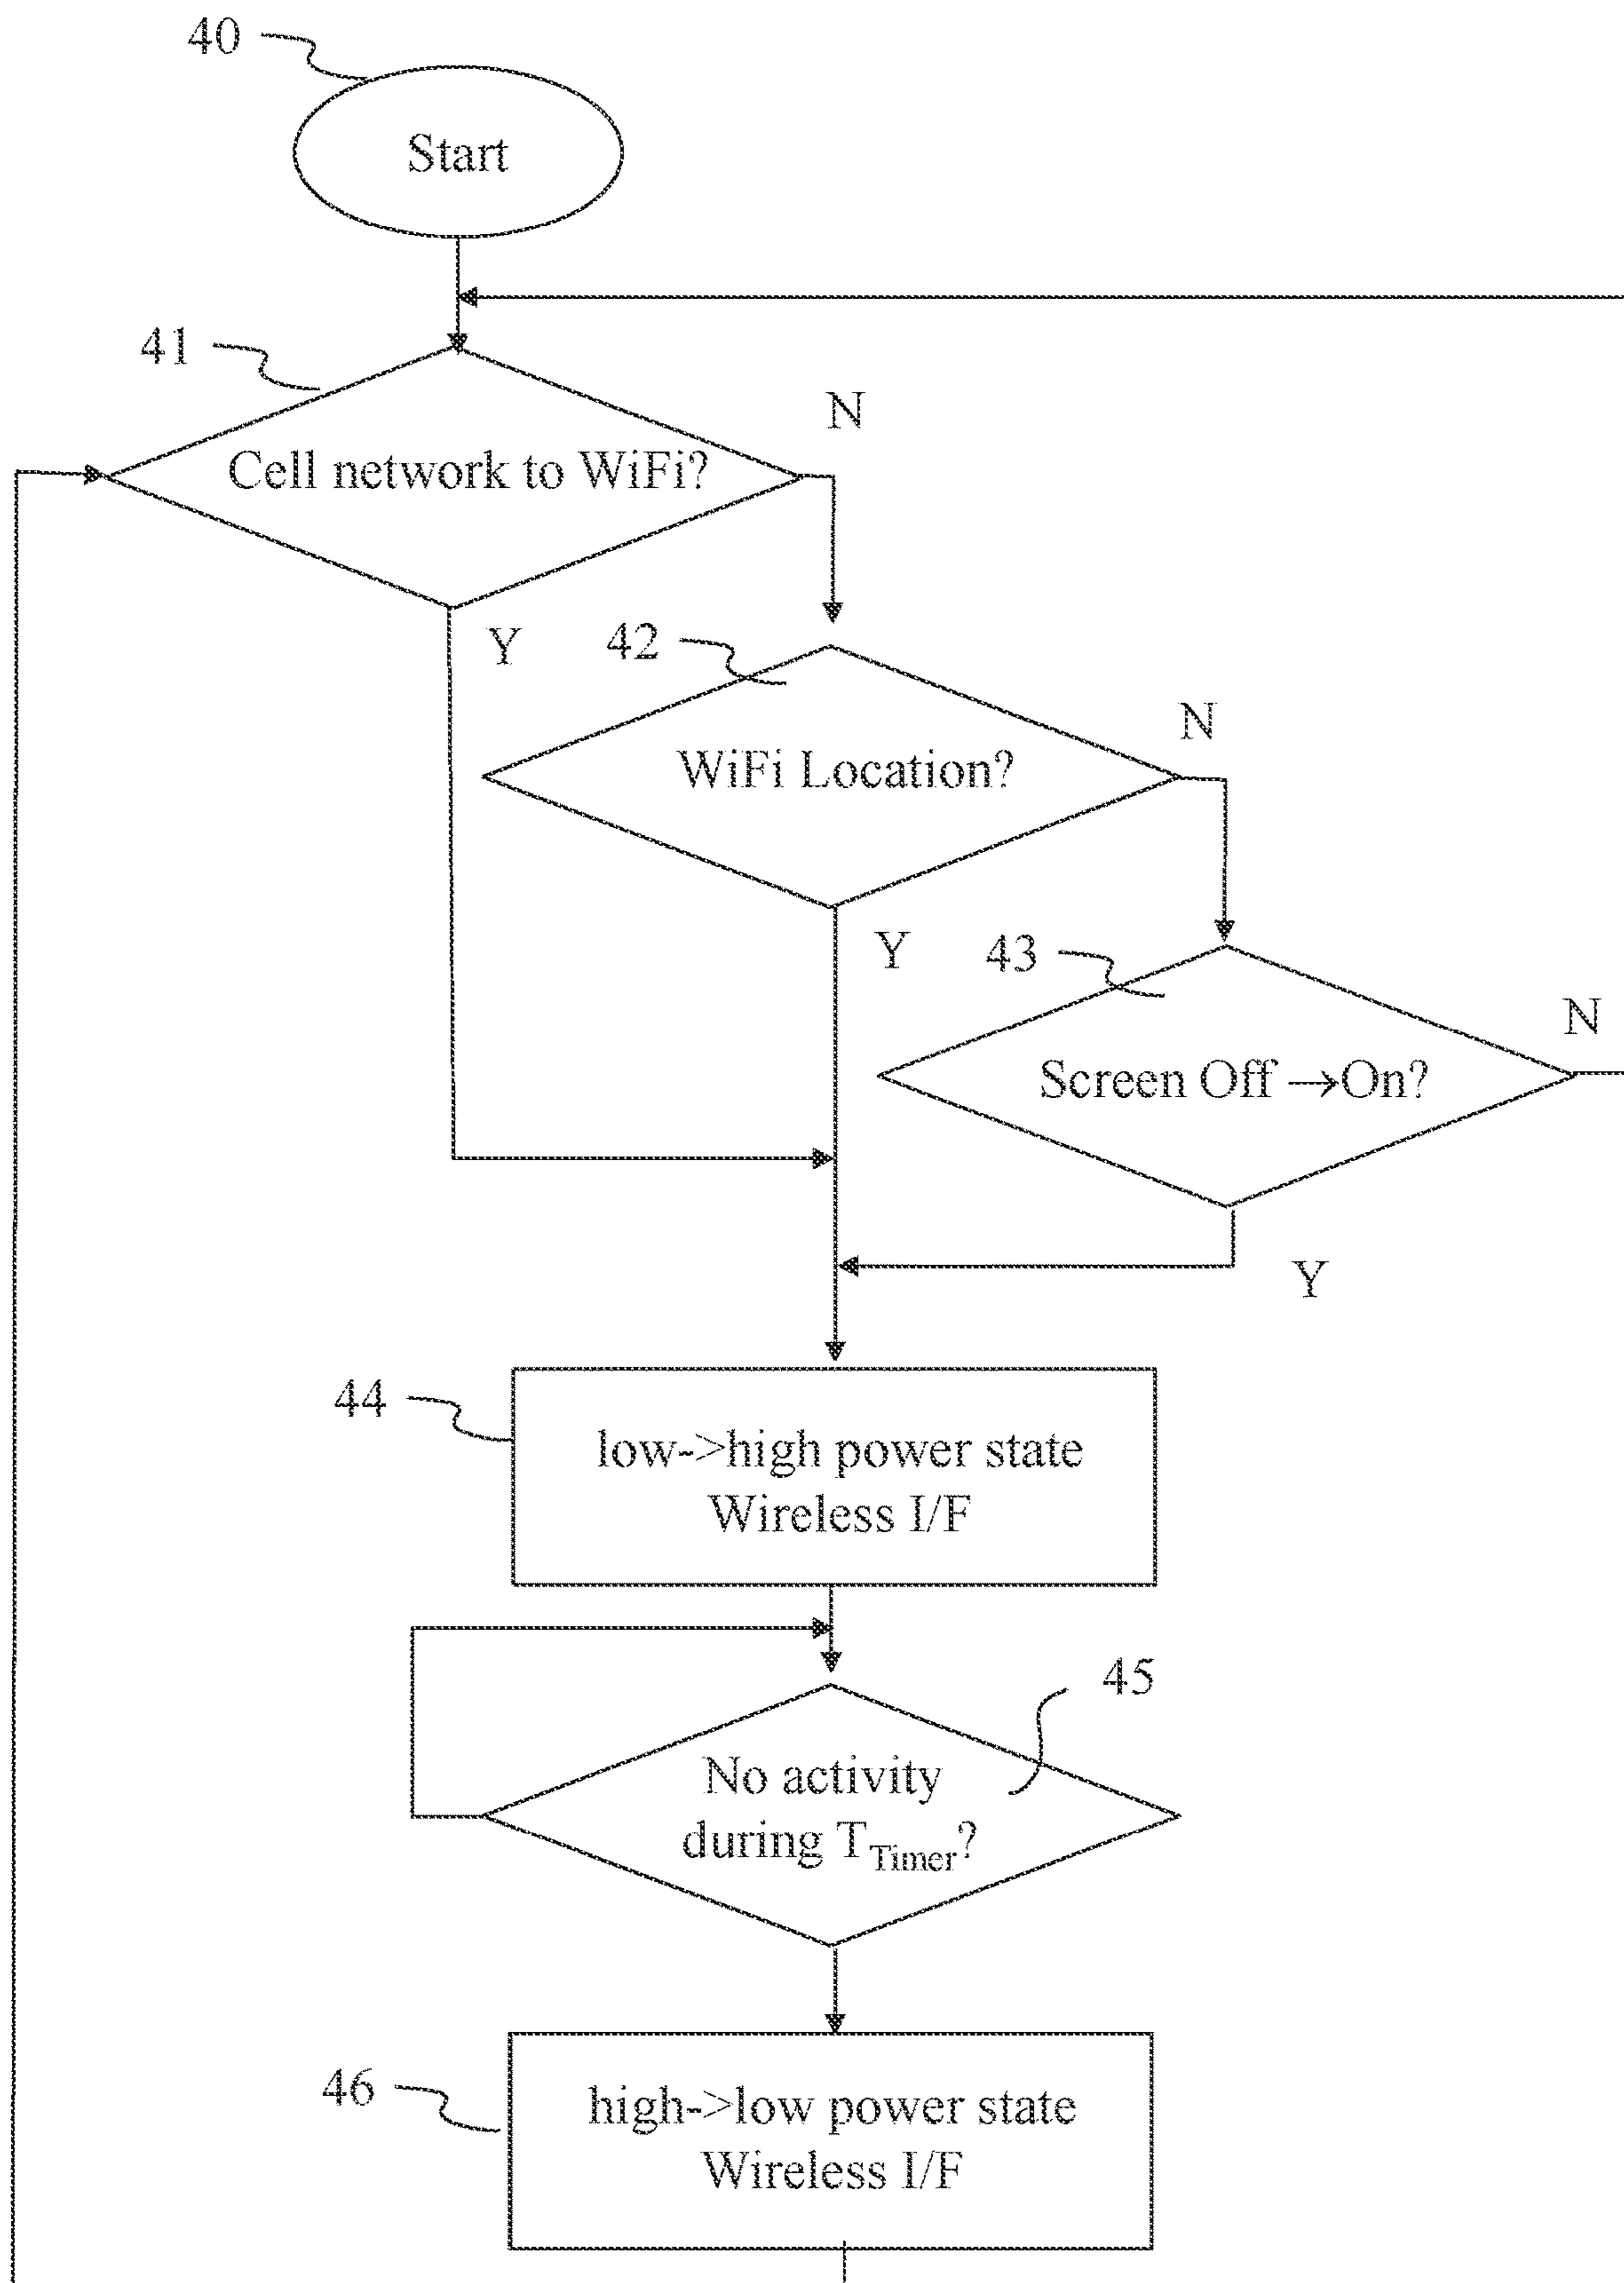 40
Start
41
N
Cell network to WiFi?
Y
42
N
WiFi Location?
Y
43
N
Screen Off →On?
Y
44
low->high power state
Wireless I/F
45
No activity
during TTimer?
46
high->low power state
Wireless I/F